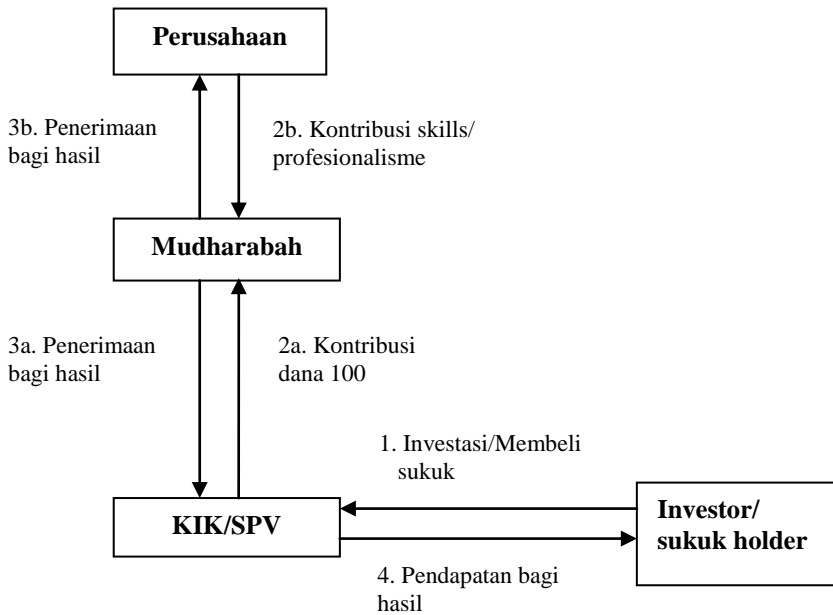 Perusahaan
3b. Penerimaan
bagi hasil
2b. Kontribusi skills/
profesionalisme
Mudharabah
3a. Penerimaan
bagi hasil
2a. Kontribusi
dana 100
1. Investasi/Membeli
sukuk
KIK/SPV
Investor/
sukuk holder
4. Pendapatan bagi
hasil